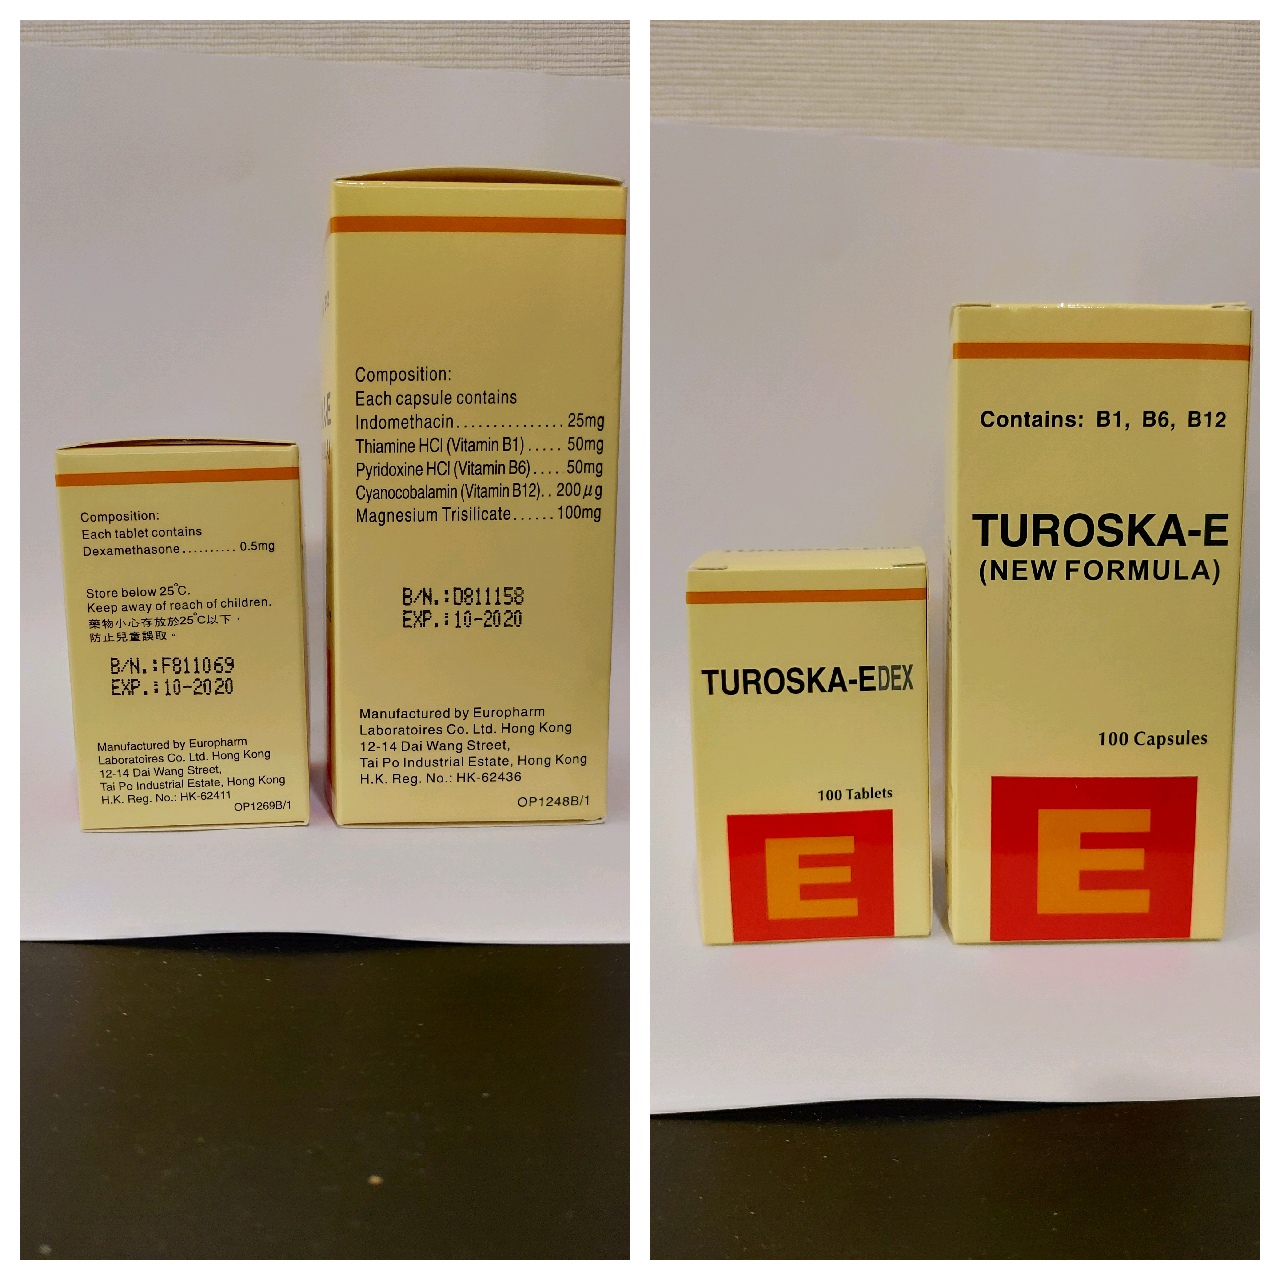 Composition:
Each tablet contains
Dexamethasone.......... 0.5mg
Store below 25°C.
Keep away of reach of children.
藥物小心存放於25°C以下，
防止兒童誤取。
B/N.:F811069
EXP.:10-2020
Manufactured by Europharm
Laboratoires Co. Ltd. Hong Kong
12-14 Dai Wang Street,
Tai Po Industrial Estate, Hong Kong
H.K. Reg. No.: HK-62411
OP1269B/1
Composition:
Each capsule contains
Indomethacin............... 25mg
Thiamine HCl (Vitamin B1)..... 50mg
Pyridoxine HCl (Vitamin B6).... 50mg
Cyanocobalamin (Vitamin B12).. 200μg
Magnesium Trisilicate...... 100mg
B/N.:D811158
EXP.:10-2020
Manufactured by Europharm
Laboratoires Co. Ltd. Hong Kong
12-14 Dai Wang Street,
Tai Po Industrial Estate, Hong Kong
H.K. Reg. No.: HK-62436
OP1248B/1
TUROSKA-EDEX
100 Tablets
E
Contains: B1, B6, B12
TUROSKA-E
(NEW FORMULA)
100 Capsules
E